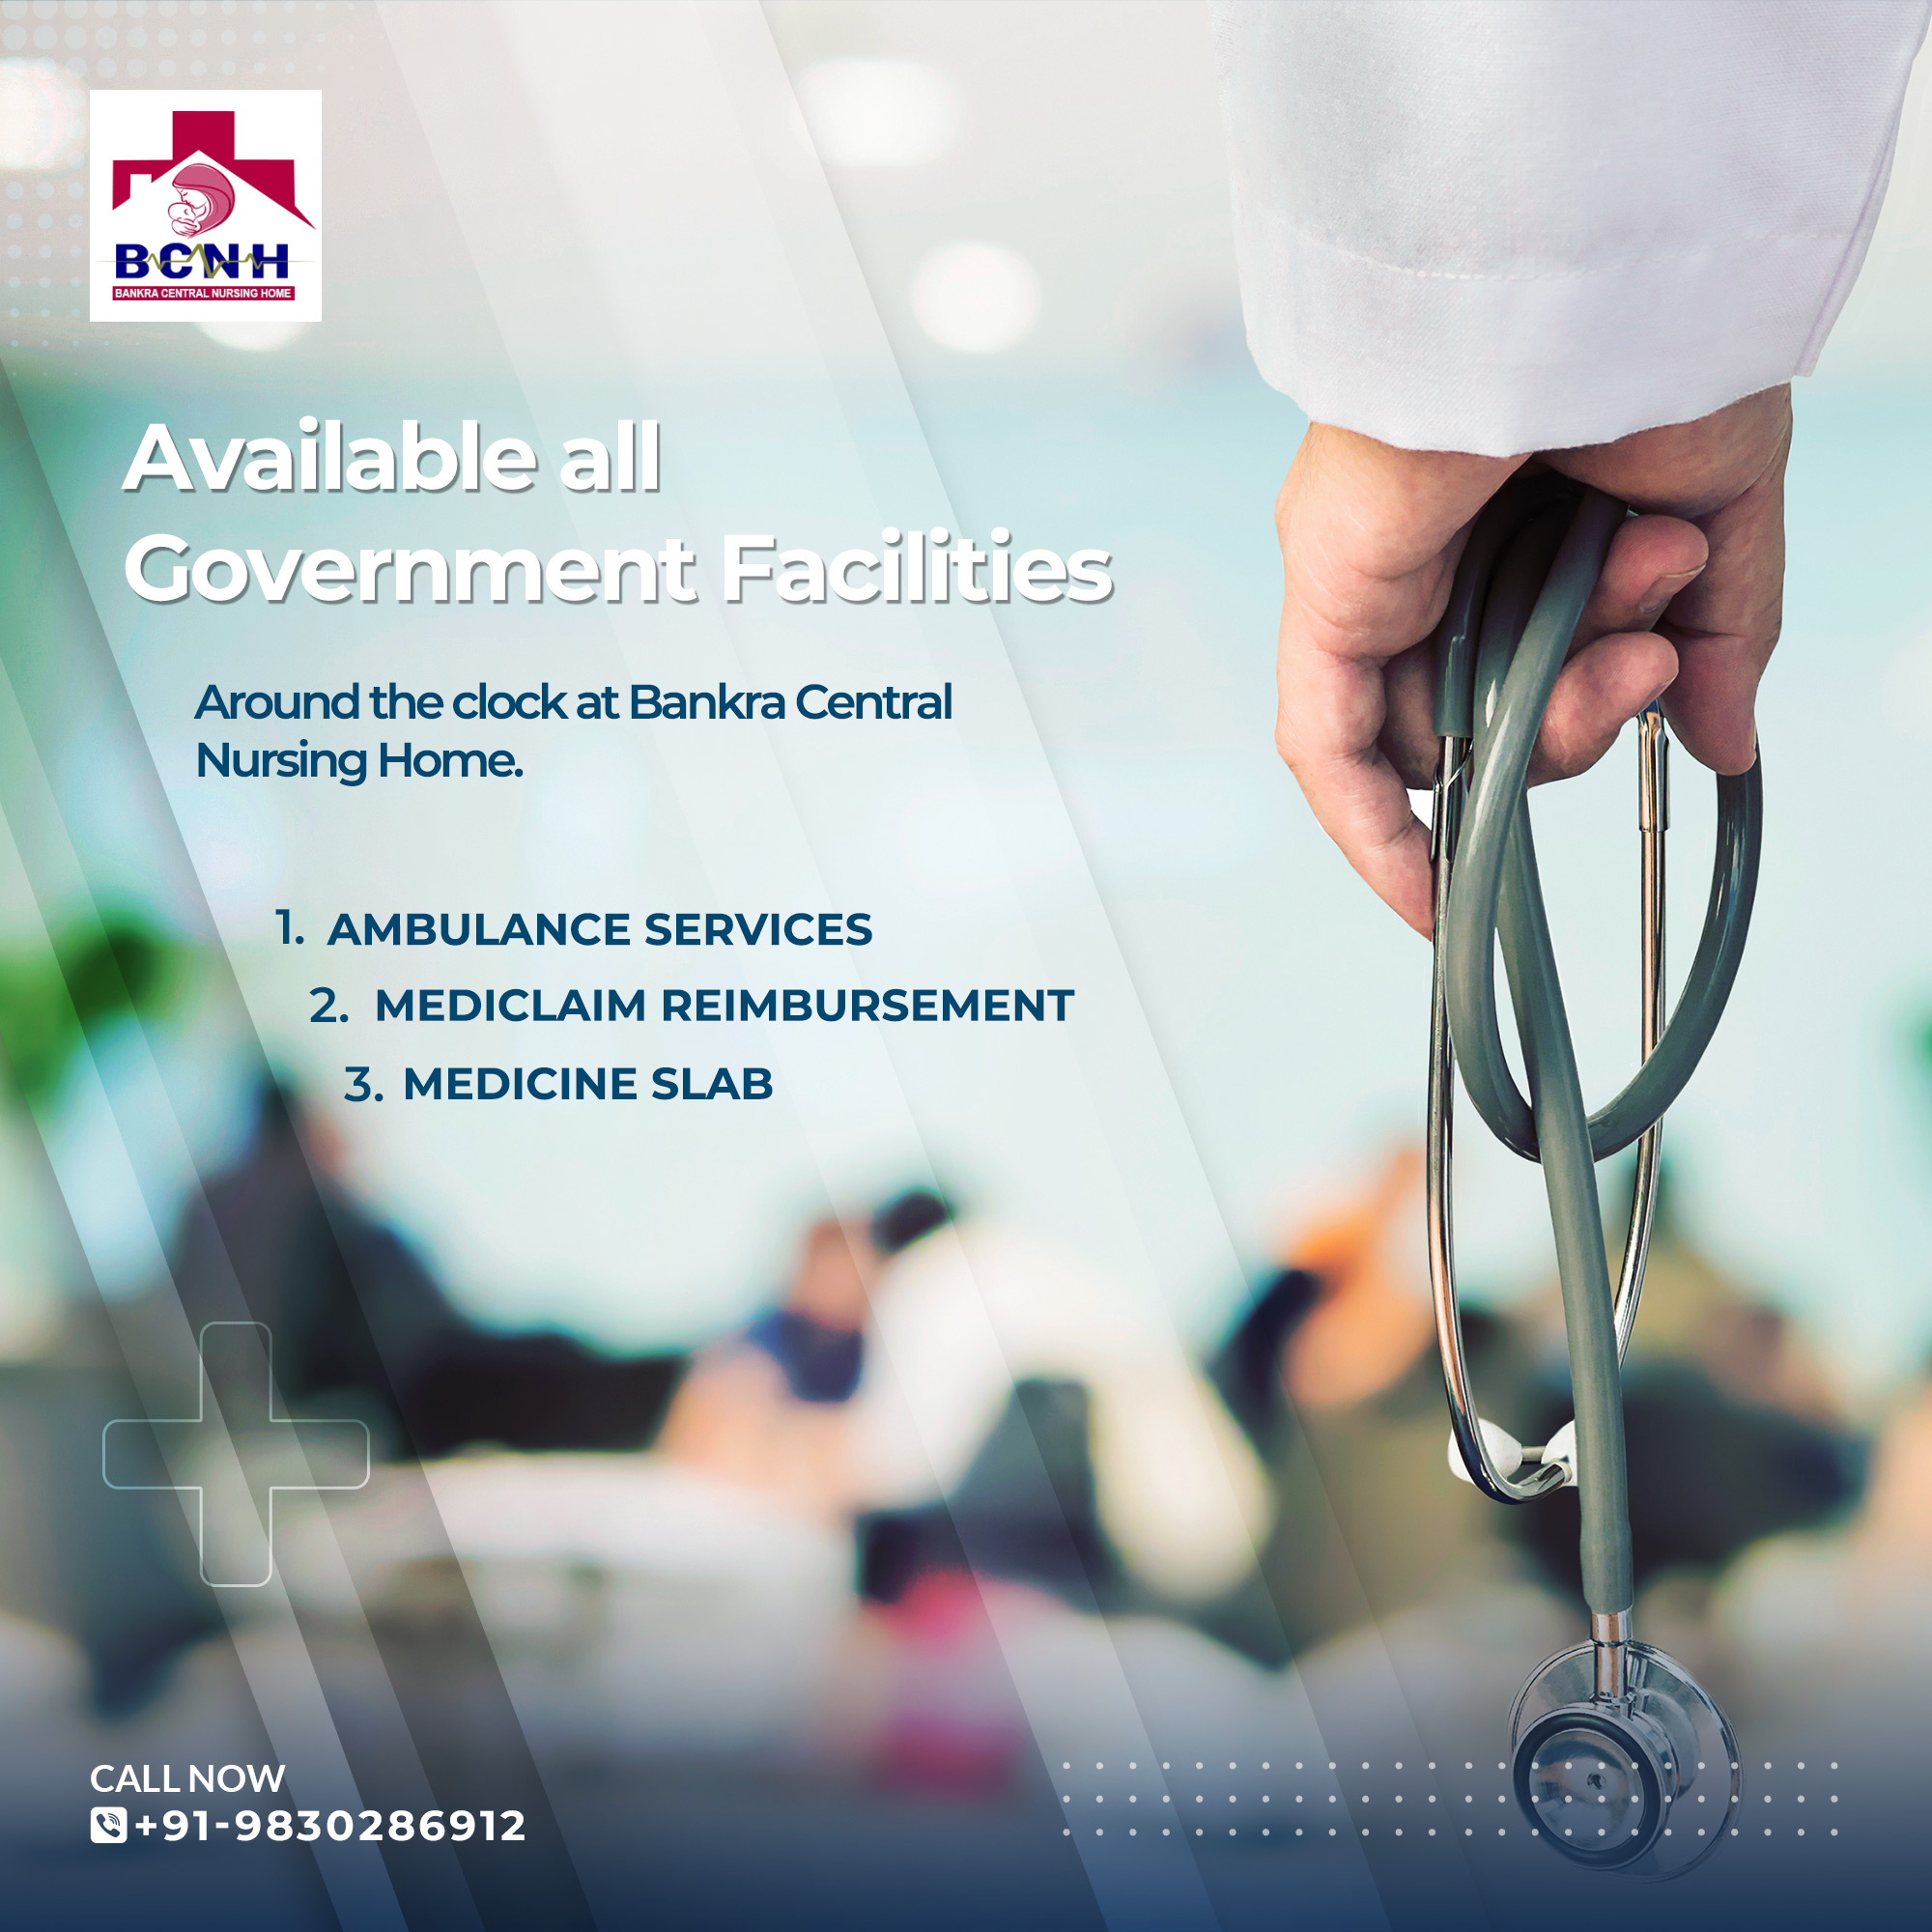 BCNH
BANKRA CENTRAL NURSING HOME
Available all
Government Facilities
Around the clock at Bankra Central
Nursing Home.
1. AMBULANCE SERVICES
2. MEDICLAIM REIMBURSEMENT
3. MEDICINE SLAB
CALL NOW
+91-9830286912